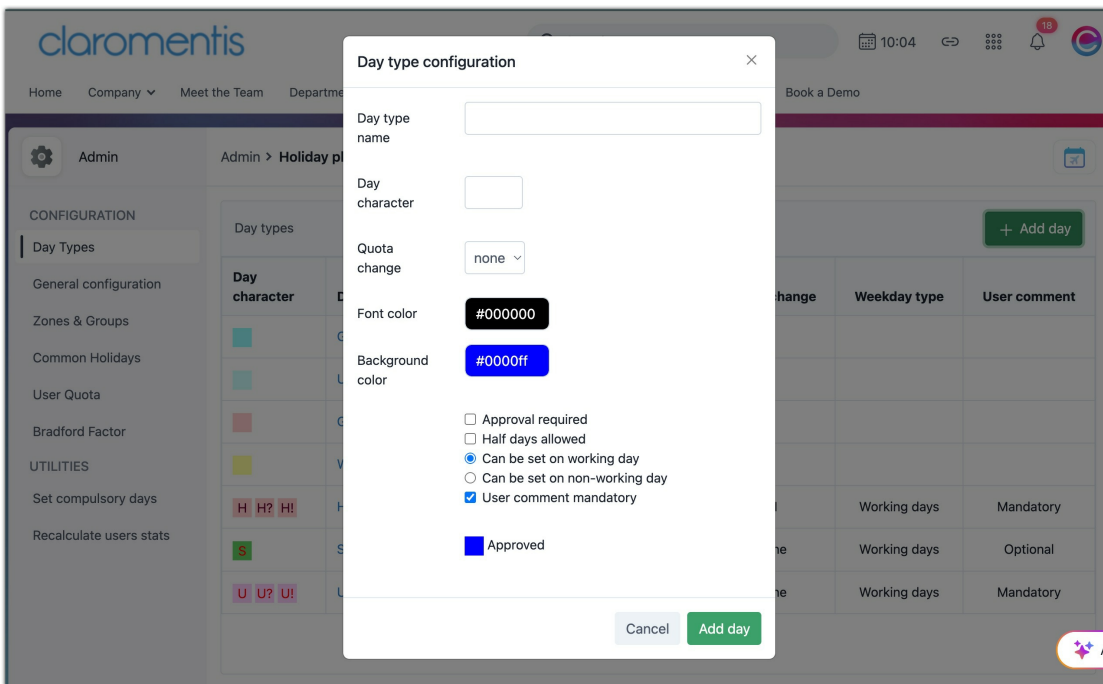 claromentis
10:04
18
Home Company Meet the Team Book a Demo
Day type configuration
Admin
Admin > Holiday
Day type
name
Day
character
Quota
change
none
Font color
#000000
Background
color
#0000ff
Approval required
Half days allowed
Can be set on working day
Can be set on non-working day
User comment mandatory
Approved
Cancel
Add day
CONFIGURATION
Day Types
General configuration
Zones & Groups
Common Holidays
User Quota
Bradford Factor
UTILITIES
Set compulsory days
Recalculate users stats
Day types
+ Add day
Day
character
Weekday type
User comment
H H? H!
Working days
Mandatory
S
Working days
Optional
U U? U!
Working days
Mandatory